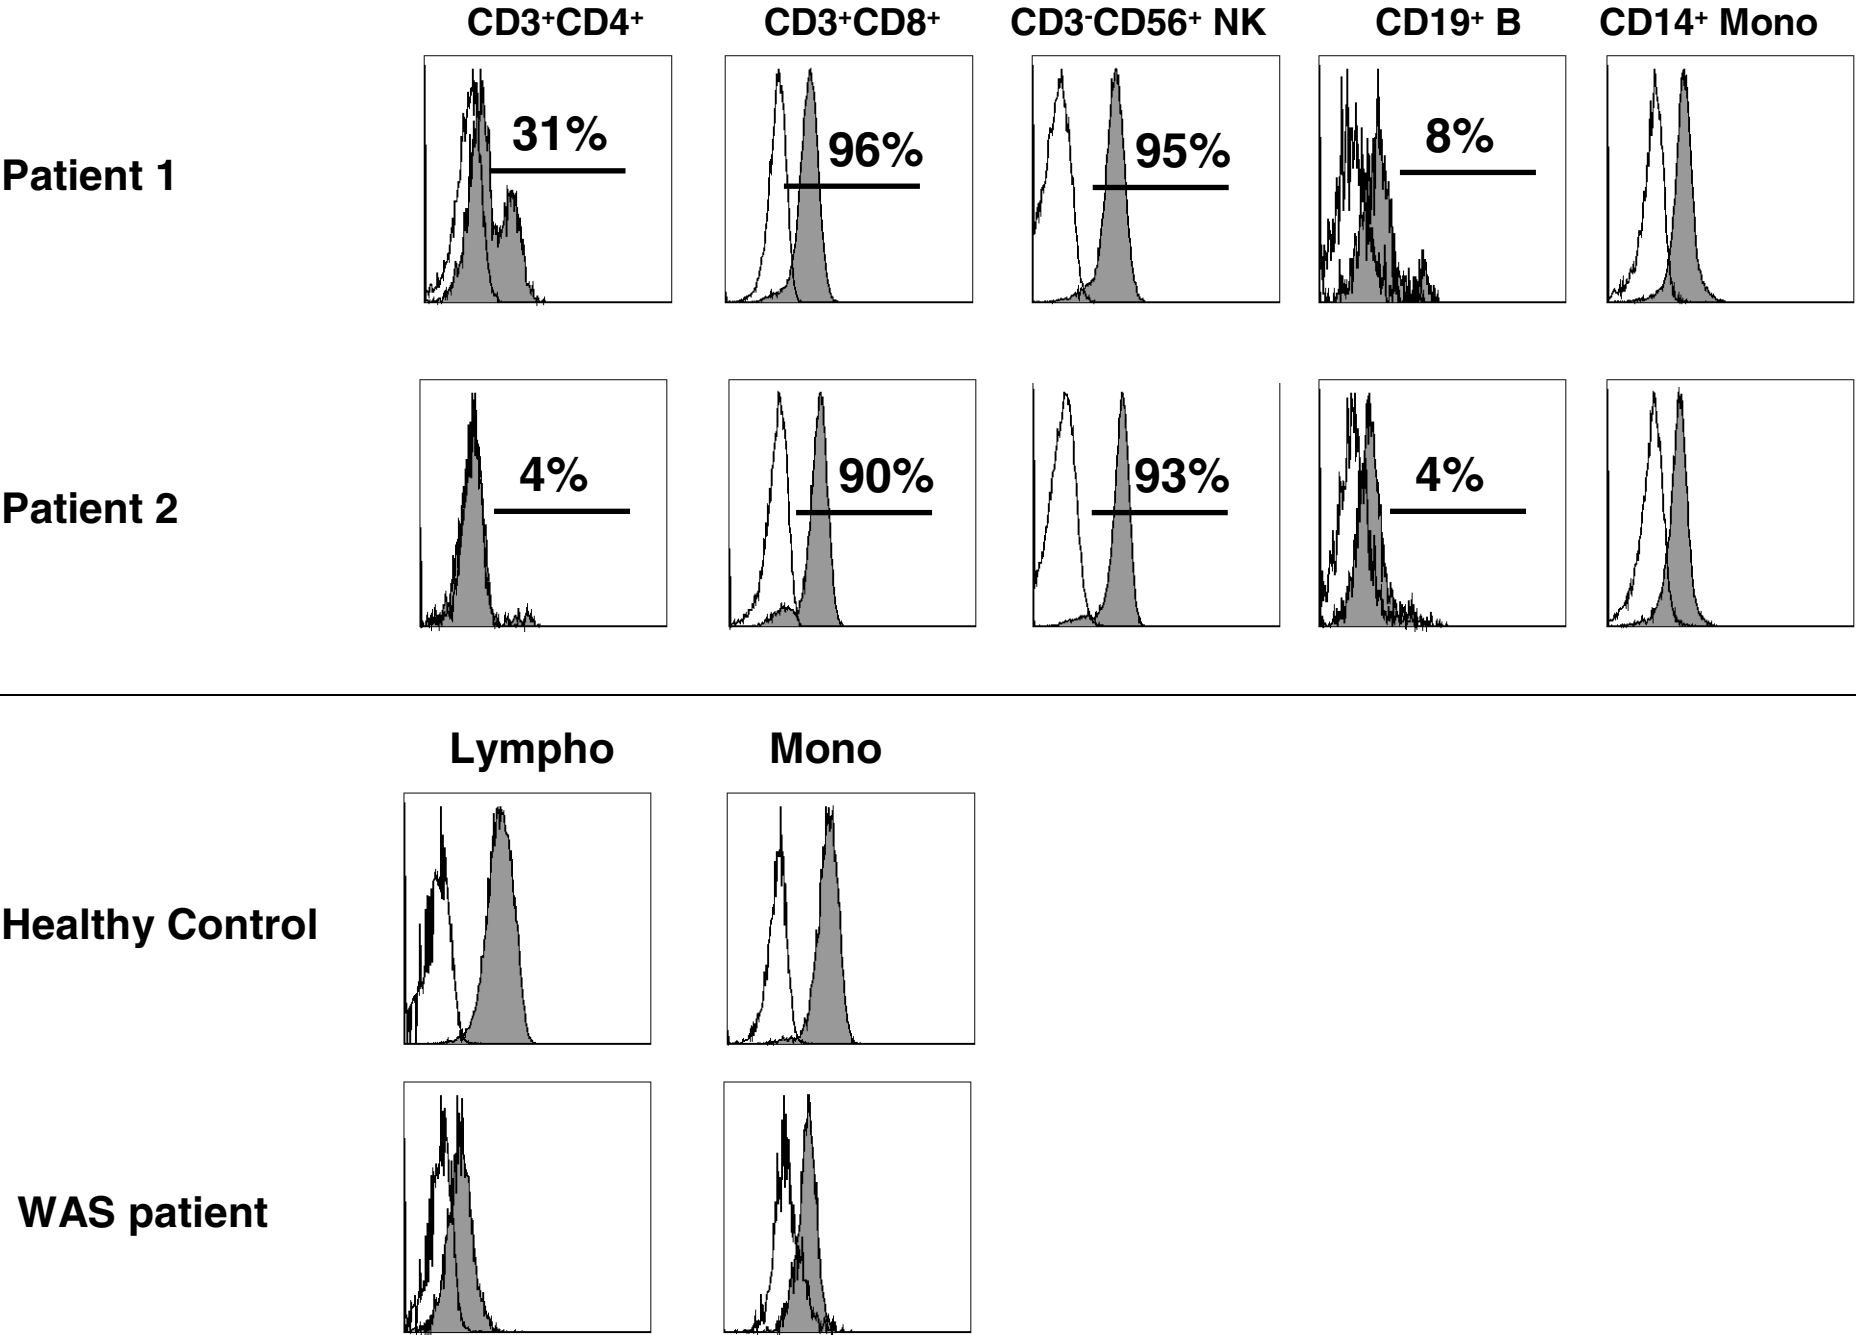 CD3⁺CD4⁺ CD3⁺CD8⁺ CD3⁻CD56⁺ NK CD19⁺ B CD14⁺ Mono
Patient 1 31% 96% 95% 8%
Patient 2 4% 90% 93% 4%
Lympho Mono
Healthy Control
WAS patient